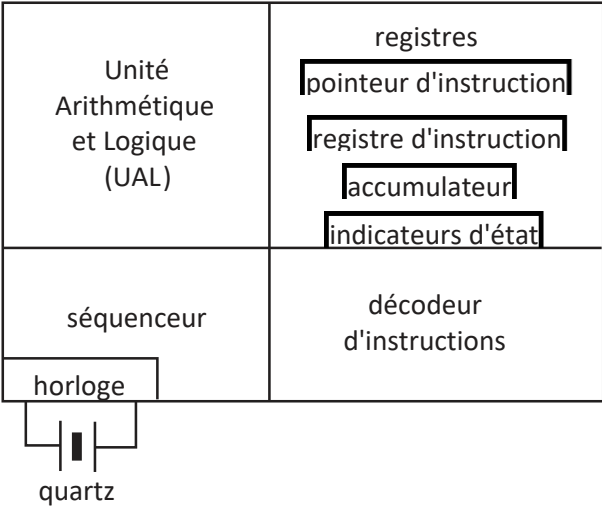 Unité
Arithmétique
et Logique
(UAL)
registres
pointeur d'instruction
registre d'instruction
accumulateur
indicateurs d'état
séquenceur
décodeur
d'instructions
horloge
quartz